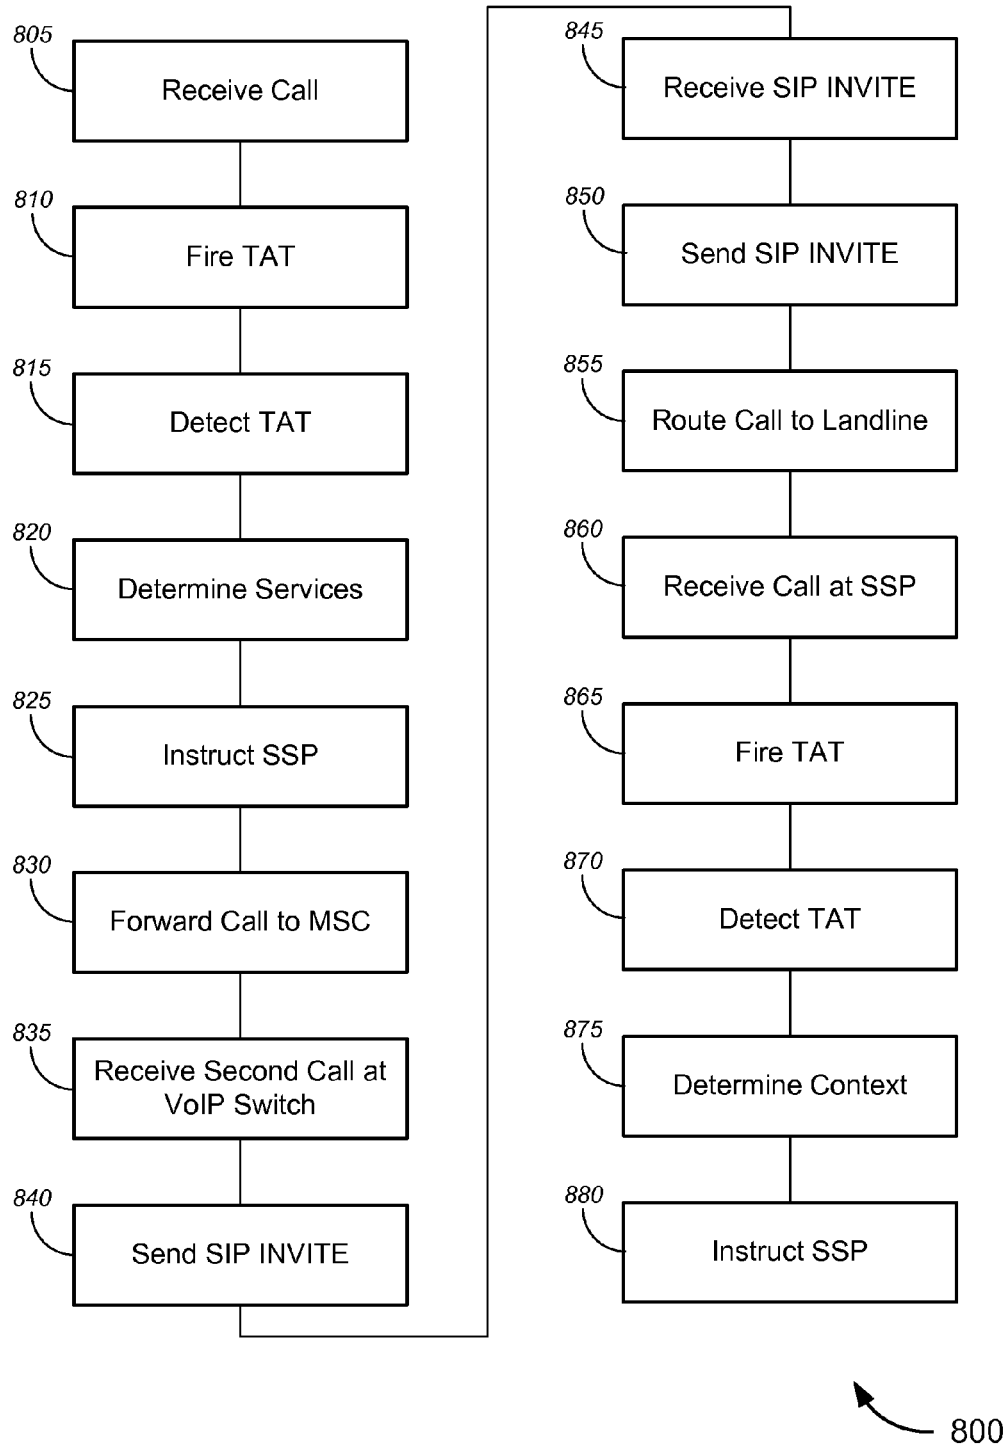 805
Receive Call
810
Fire TAT
815
Detect TAT
820
Determine Services
825
Instruct SSP
830
Forward Call to MSC
835
Receive Second Call at
VoIP Switch
840
Send SIP INVITE
845
Receive SIP INVITE
850
Send SIP INVITE
855
Route Call to Landline
860
Receive Call at SSP
865
Fire TAT
870
Detect TAT
875
Determine Context
880
Instruct SSP
800